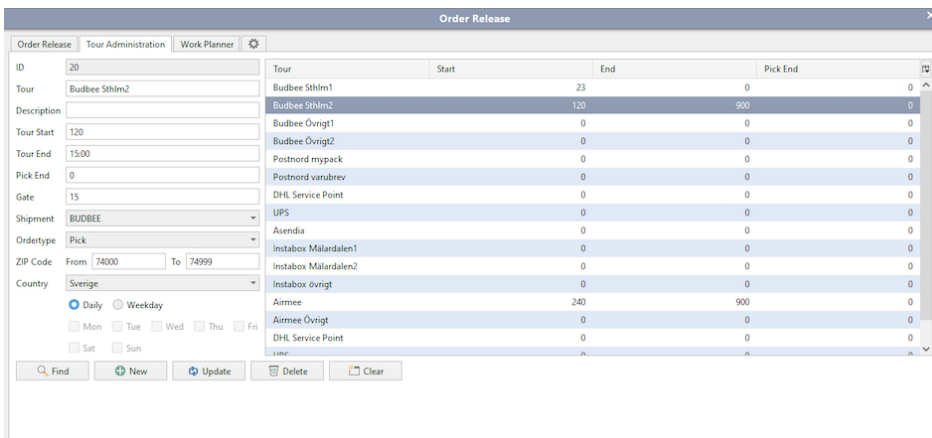 Order Release
Order Release Tour Administration Work Planner
ID 20
Tour Budbee Sthlm2
Description
Tour Start 120
Tour End 15:00
Pick End 0
Gate 15
Shipment BUDBEE
Ordertype Pick
ZIP Code From 74000 To 74999
Country Sverige
Daily Weekday
Mon Tue Wed Thu Fri
Sat Sun
Tour Start End Pick End
Budbee Sthlm1 23 0 0
Budbee Sthlm2 120 900 0
Budbee Övrigt1 0 0 0
Budbee Övrigt2 0 0 0
Postnord mypack 0 0 0
Postnord varubrev 0 0 0
DHL Service Point 0 0 0
UPS 0 0 0
Asendia 0 0 0
Instabox Mälardalen1 0 0 0
Instabox Mälardalen2 0 0 0
Instabox övrigt 0 0 0
Airmee 240 900 0
Airmee Övrigt 0 0 0
DHL Service Point 0 0 0
UPS 0 0 0
Find New Update Delete Clear